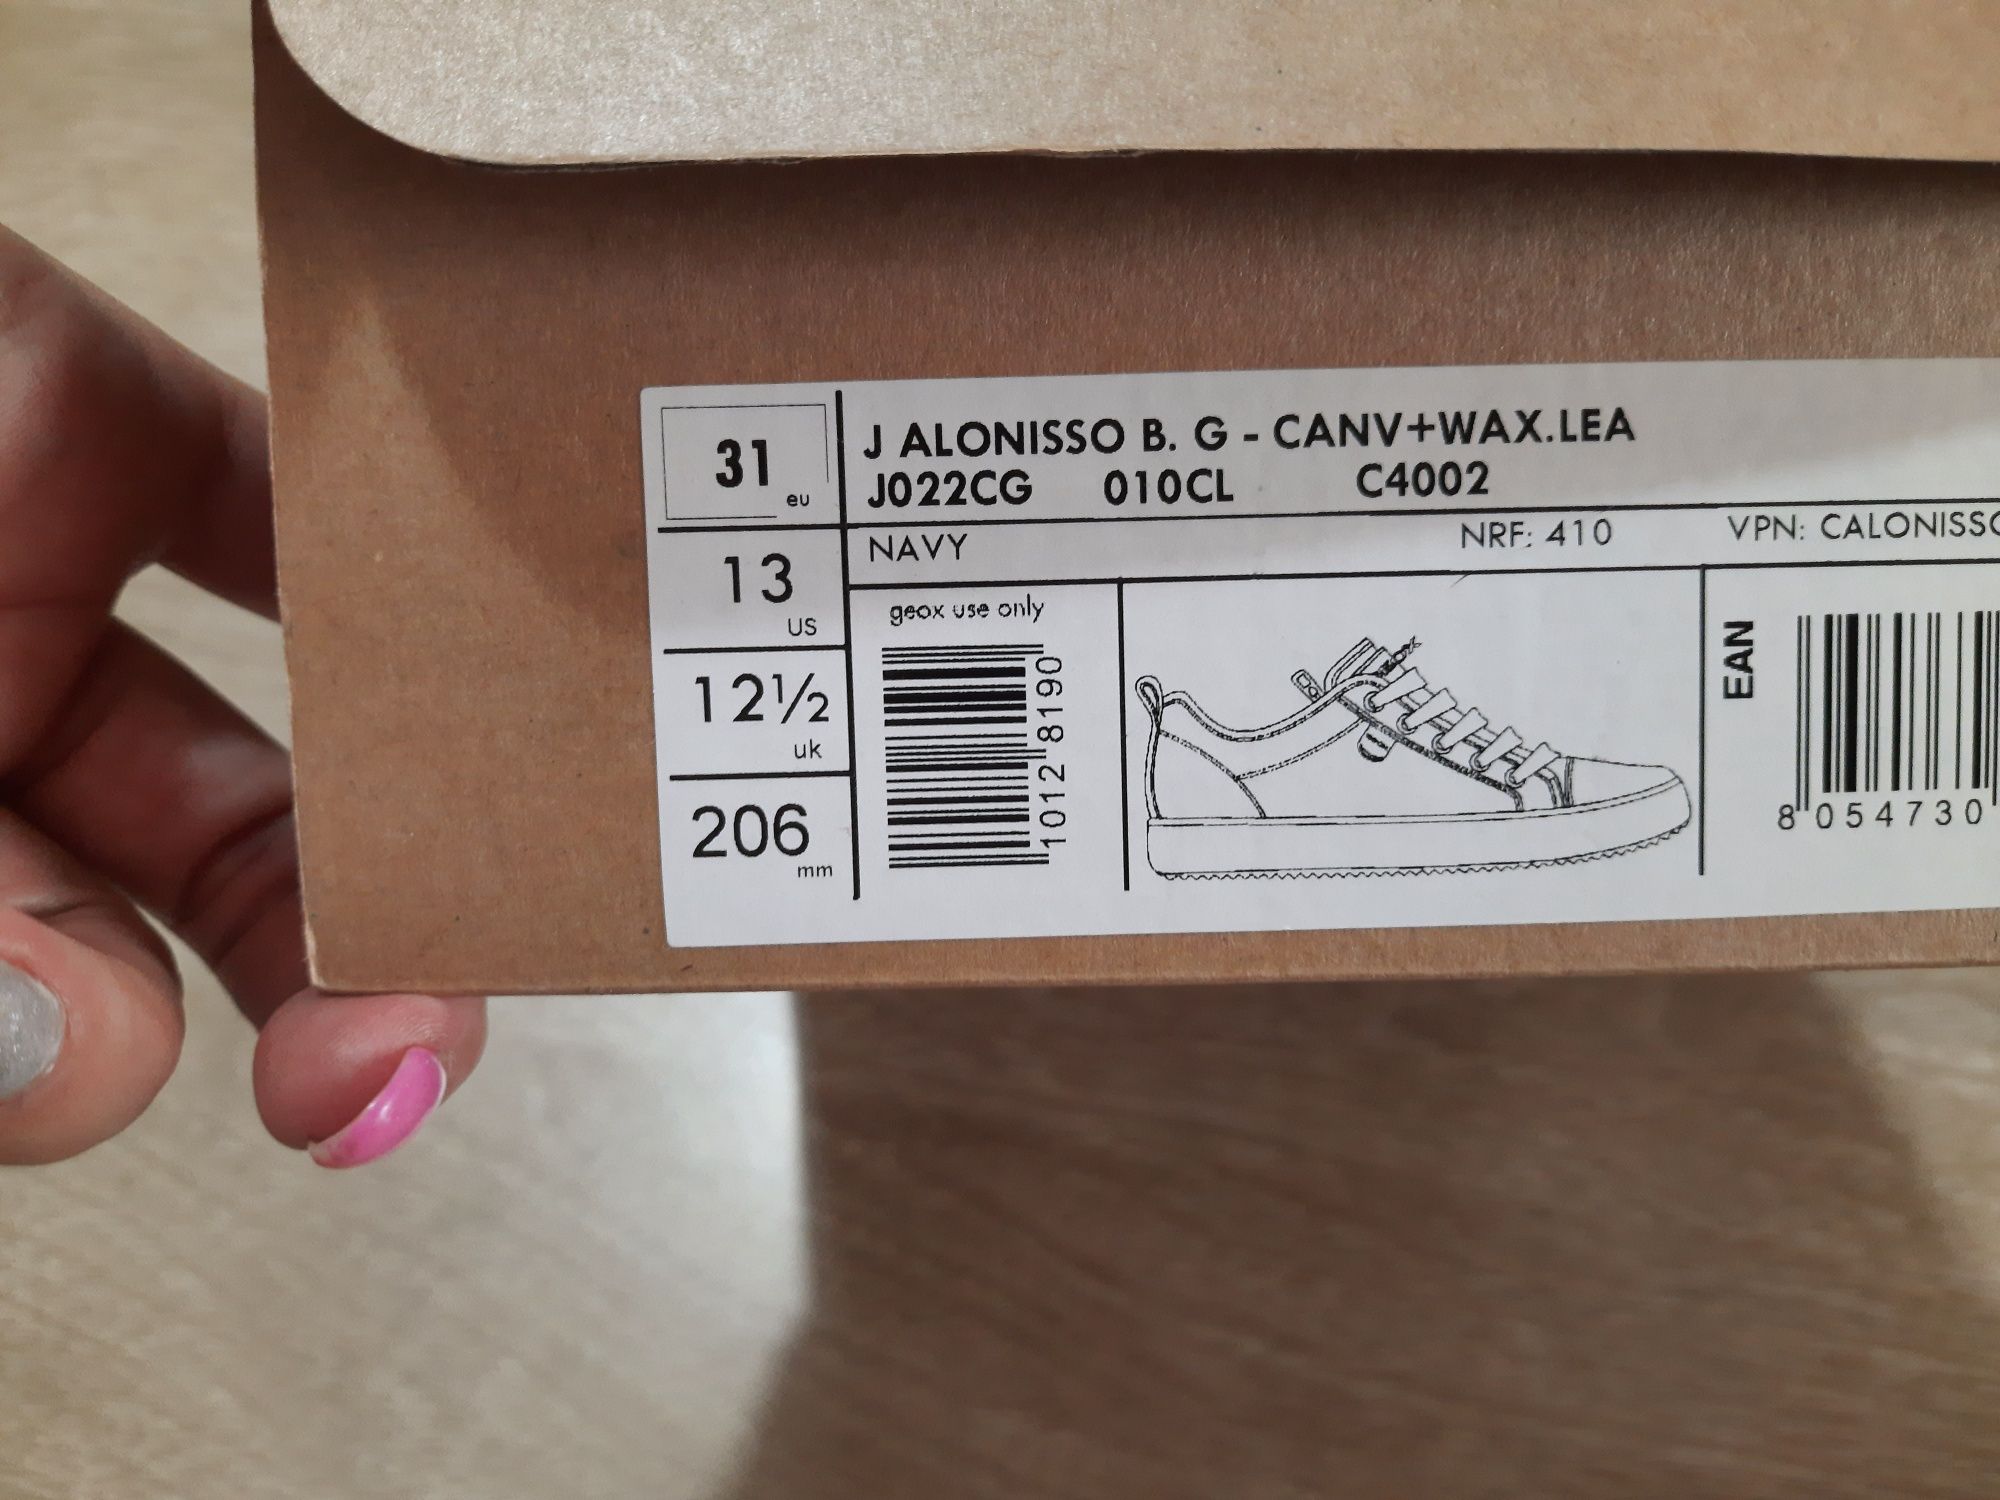 31 eu
J ALONISSO B. G - CANV+WAX.LEA
J022CG 010CL C4002
13 US
NAVY NRF: 410 VPN: CALONISSO
12½ uk
geox use only
1012 8190
EAN
206 mm
8 054730